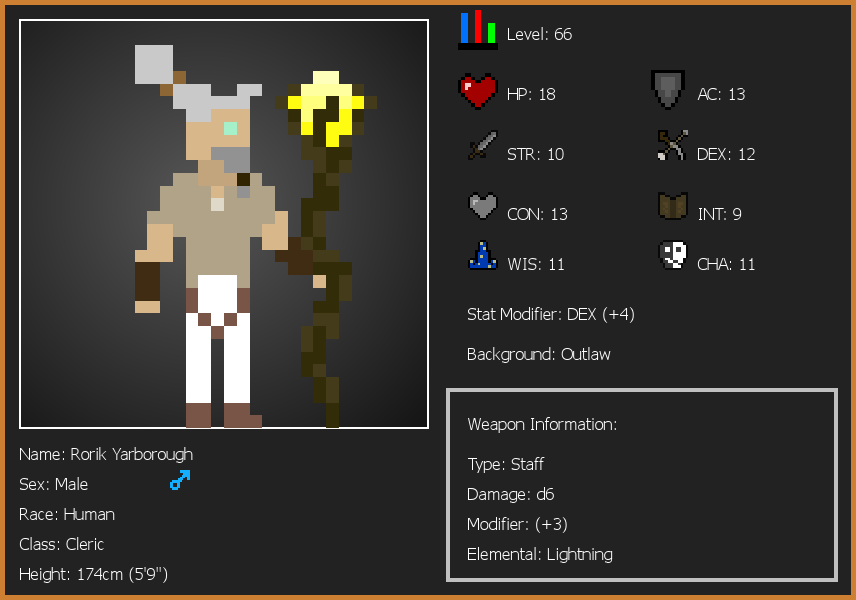 Level: 66
HP: 18
AC: 13
STR: 10
DEX: 12
CON: 13
INT: 9
WIS: 11
CHA: 11
Stat Modifier: DEX (+4)
Background: Outlaw
Weapon Information:
Type: Staff
Damage: d6
Modifier: (+3)
Elemental: Lightning
Name: Rorik Yarborough
Sex: Male
Race: Human
Class: Cleric
Height: 174cm (5'9")